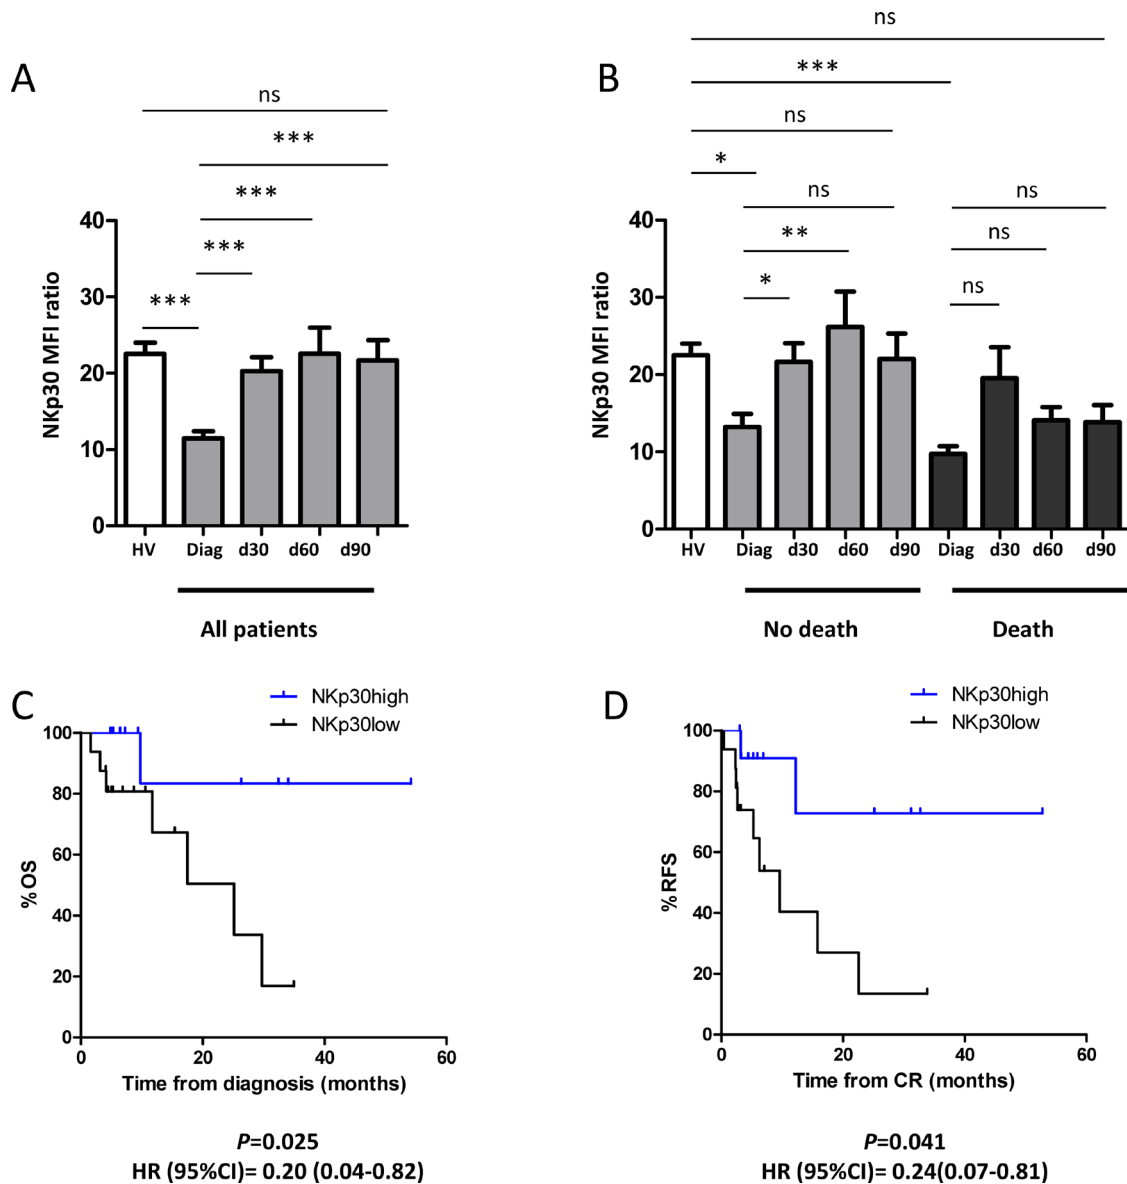 A
ns
***
***
***
***
NKp30 MFI ratio
40
30
20
10
0
HV Diag d30 d60 d90
All patients
B
ns
***
ns
*
ns
**
*
ns
ns
ns
NKp30 MFI ratio
40
30
20
10
0
HV Diag d30 d60 d90 Diag d30 d60 d90
No death Death
C
NKp30high
NKp30low
%OS
100
80
60
40
20
0
0 20 40 60
Time from diagnosis (months)
P=0.025
HR (95%CI)= 0.20 (0.04-0.82)
D
NKp30high
NKp30low
%RFS
100
80
60
40
20
0
0 20 40 60
Time from CR (months)
P=0.041
HR (95%CI)= 0.24(0.07-0.81)